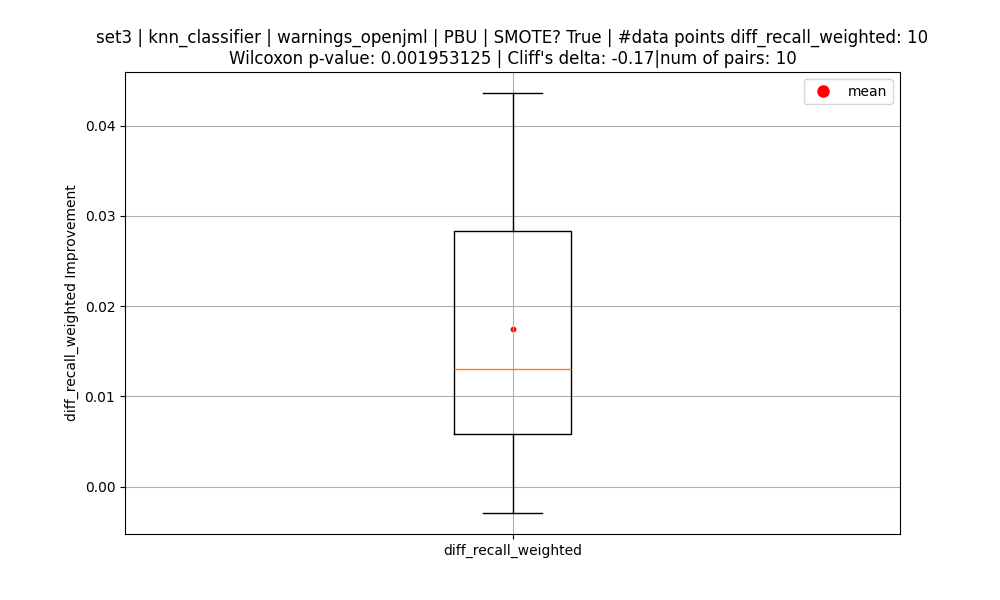 set3 | knn_classifier | warnings_openjml | PBU | SMOTE? True | #data points diff_recall_weighted: 10
Wilcoxon p-value: 0.001953125 | Cliff's delta: -0.17|num of pairs: 10
mean
0.04
0.03
0.02
0.01
0.00
diff_recall_weighted Improvement
diff_recall_weighted